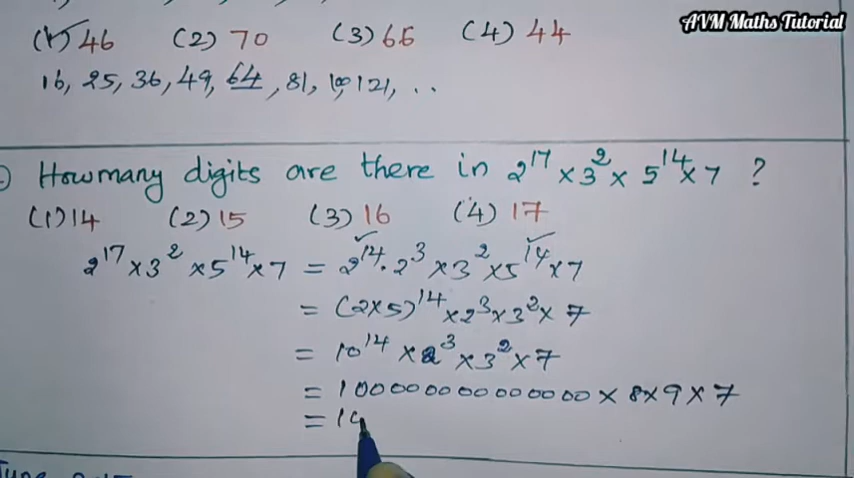 AVM Maths Tutorial
(1) 46 (2) 70 (3) 66 (4) 44
16, 25, 36, 49, 64, 81, 100, 121, ..
) Howmany digits are there in 2^17 × 3^2 × 5^14 × 7 ?
(1) 14 (2) 15 (3) 16 (4) 17
2^17 × 3^2 × 5^14 × 7 = 2^14 · 2^3 × 3^2 × 5^14 × 7
= (2×5)^14 × 2^3 × 3^2 × 7
= 10^14 × 2^3 × 3^2 × 7
= 100000000000000 × 8 × 9 × 7
= 10